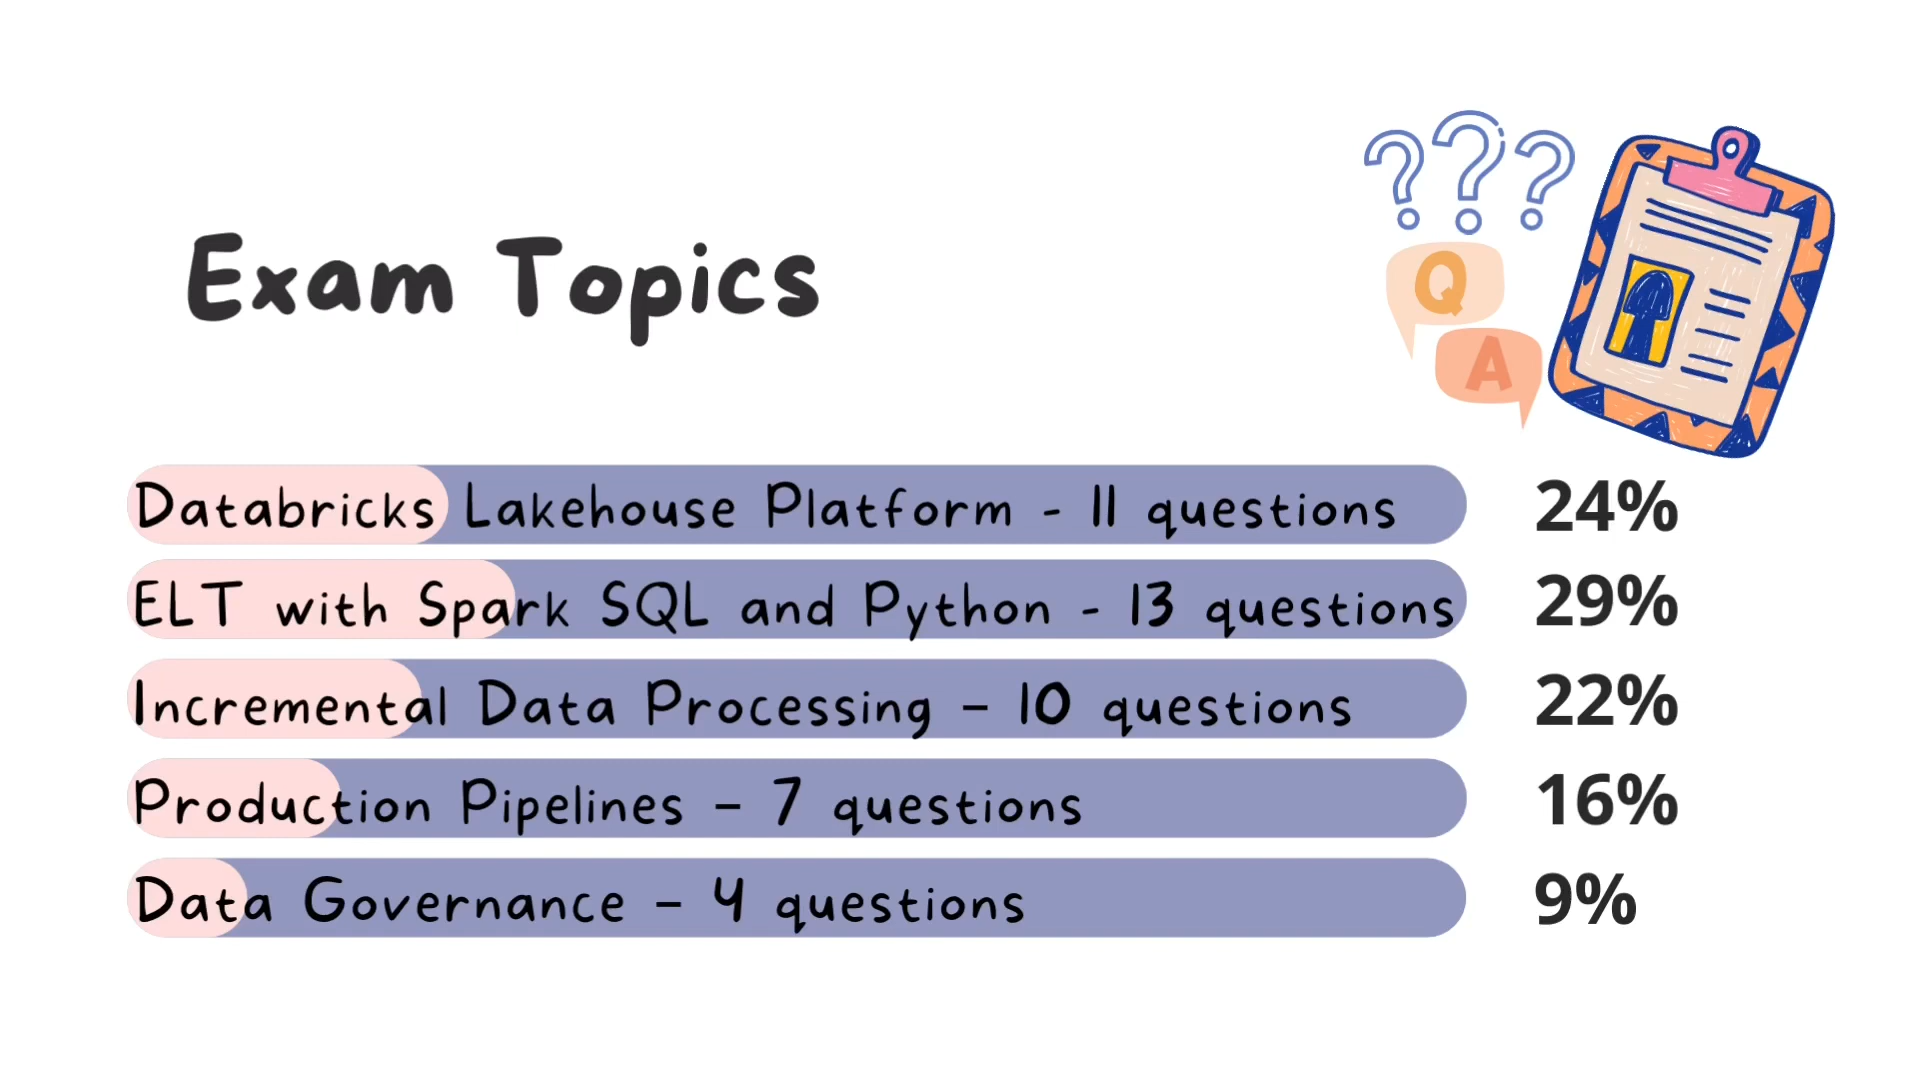 ???
Q
A
Exam Topics
Databricks Lakehouse Platform - 11 questions 24%
ELT with Spark SQL and Python - 13 questions 29%
Incremental Data Processing – 10 questions 22%
Production Pipelines – 7 questions 16%
Data Governance – 4 questions 9%